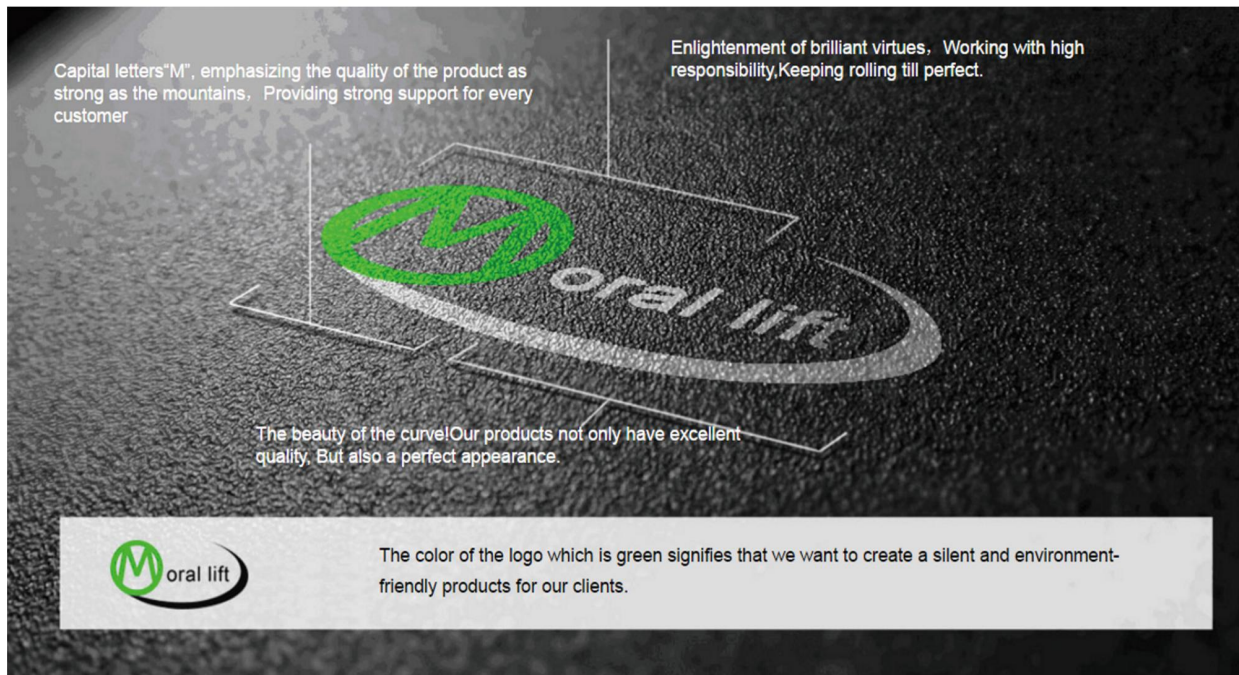 Capital letters“M”, emphasizing the quality of the product as
strong as the mountains，Providing strong support for every
customer
Enlightenment of brilliant virtues，Working with high
responsibility,Keeping rolling till perfect.
Moral lift
The beauty of the curve!Our products not only have excellent
quality, But also a perfect appearance.
Moral lift
The color of the logo which is green signifies that we want to create a silent and environment-
friendly products for our clients.